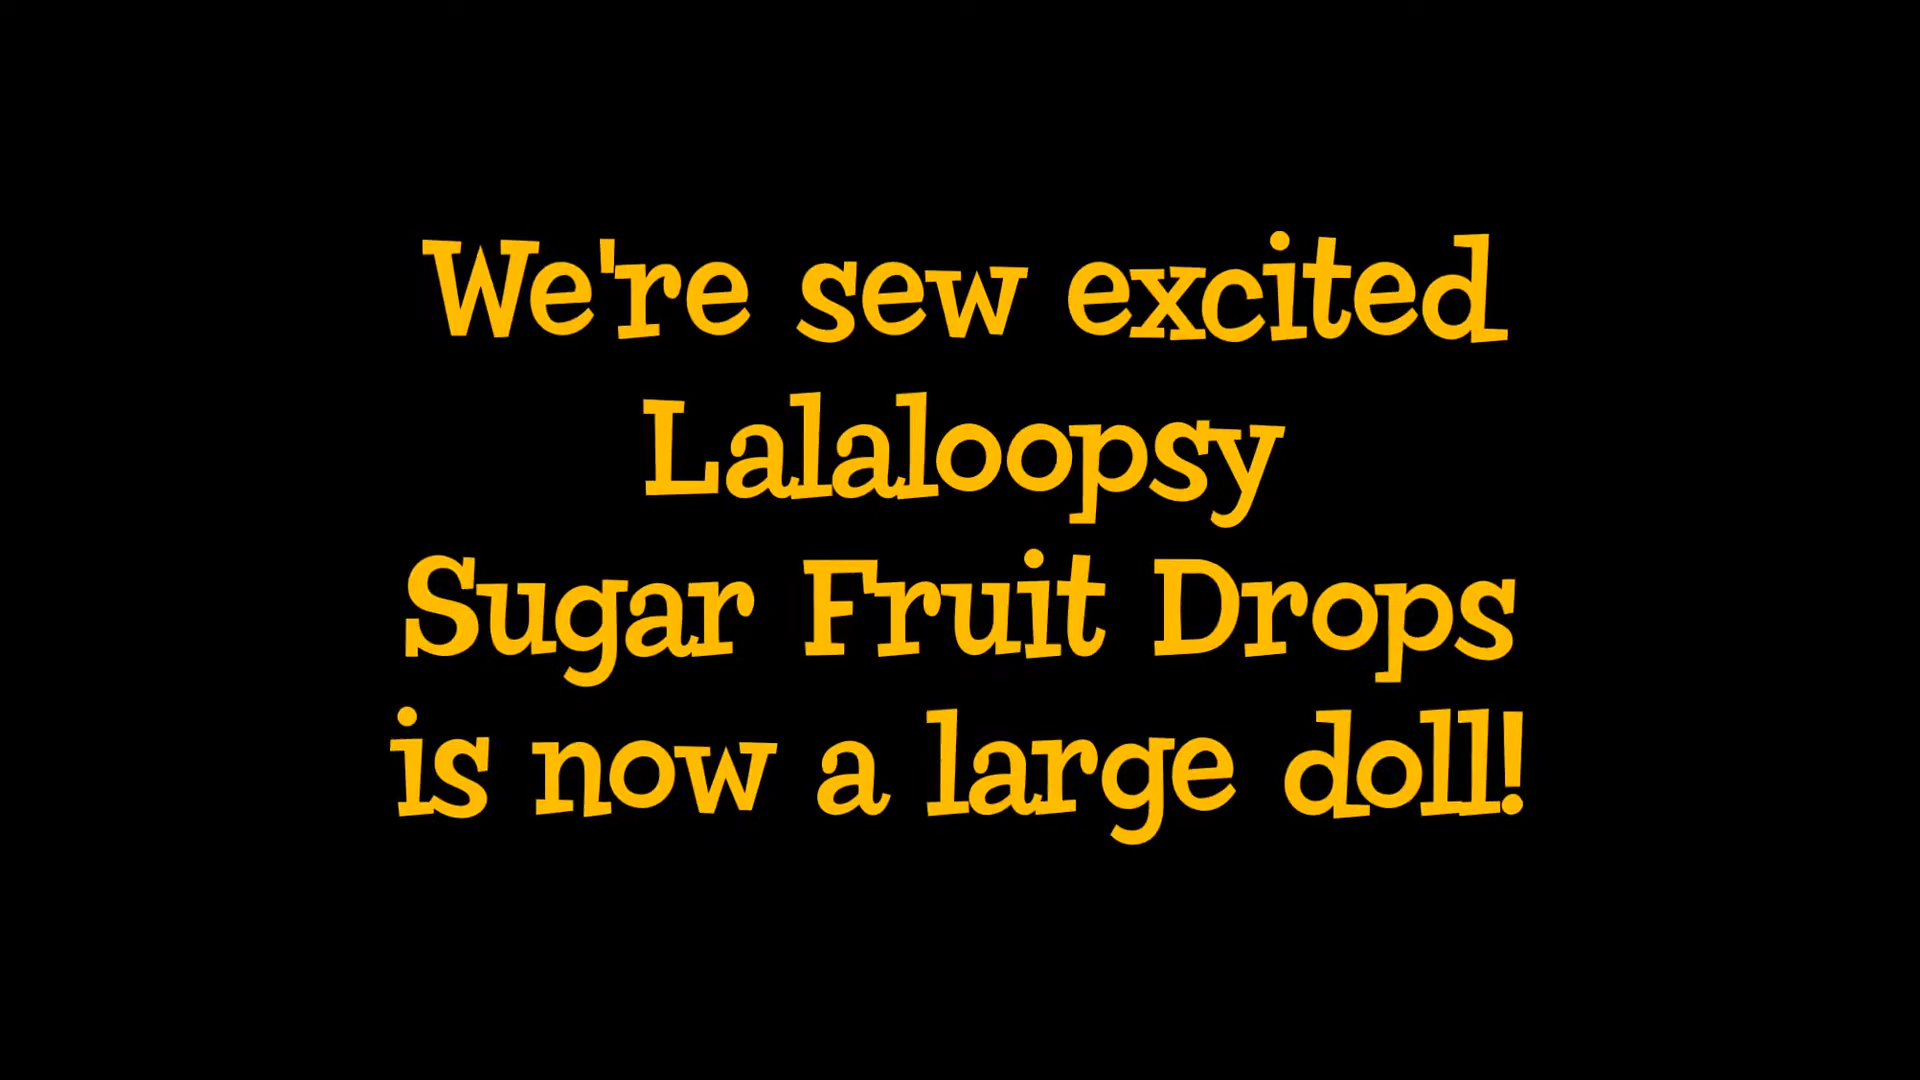 We're sew excited
Lalaloopsy
Sugar Fruit Drops
is now a large doll!